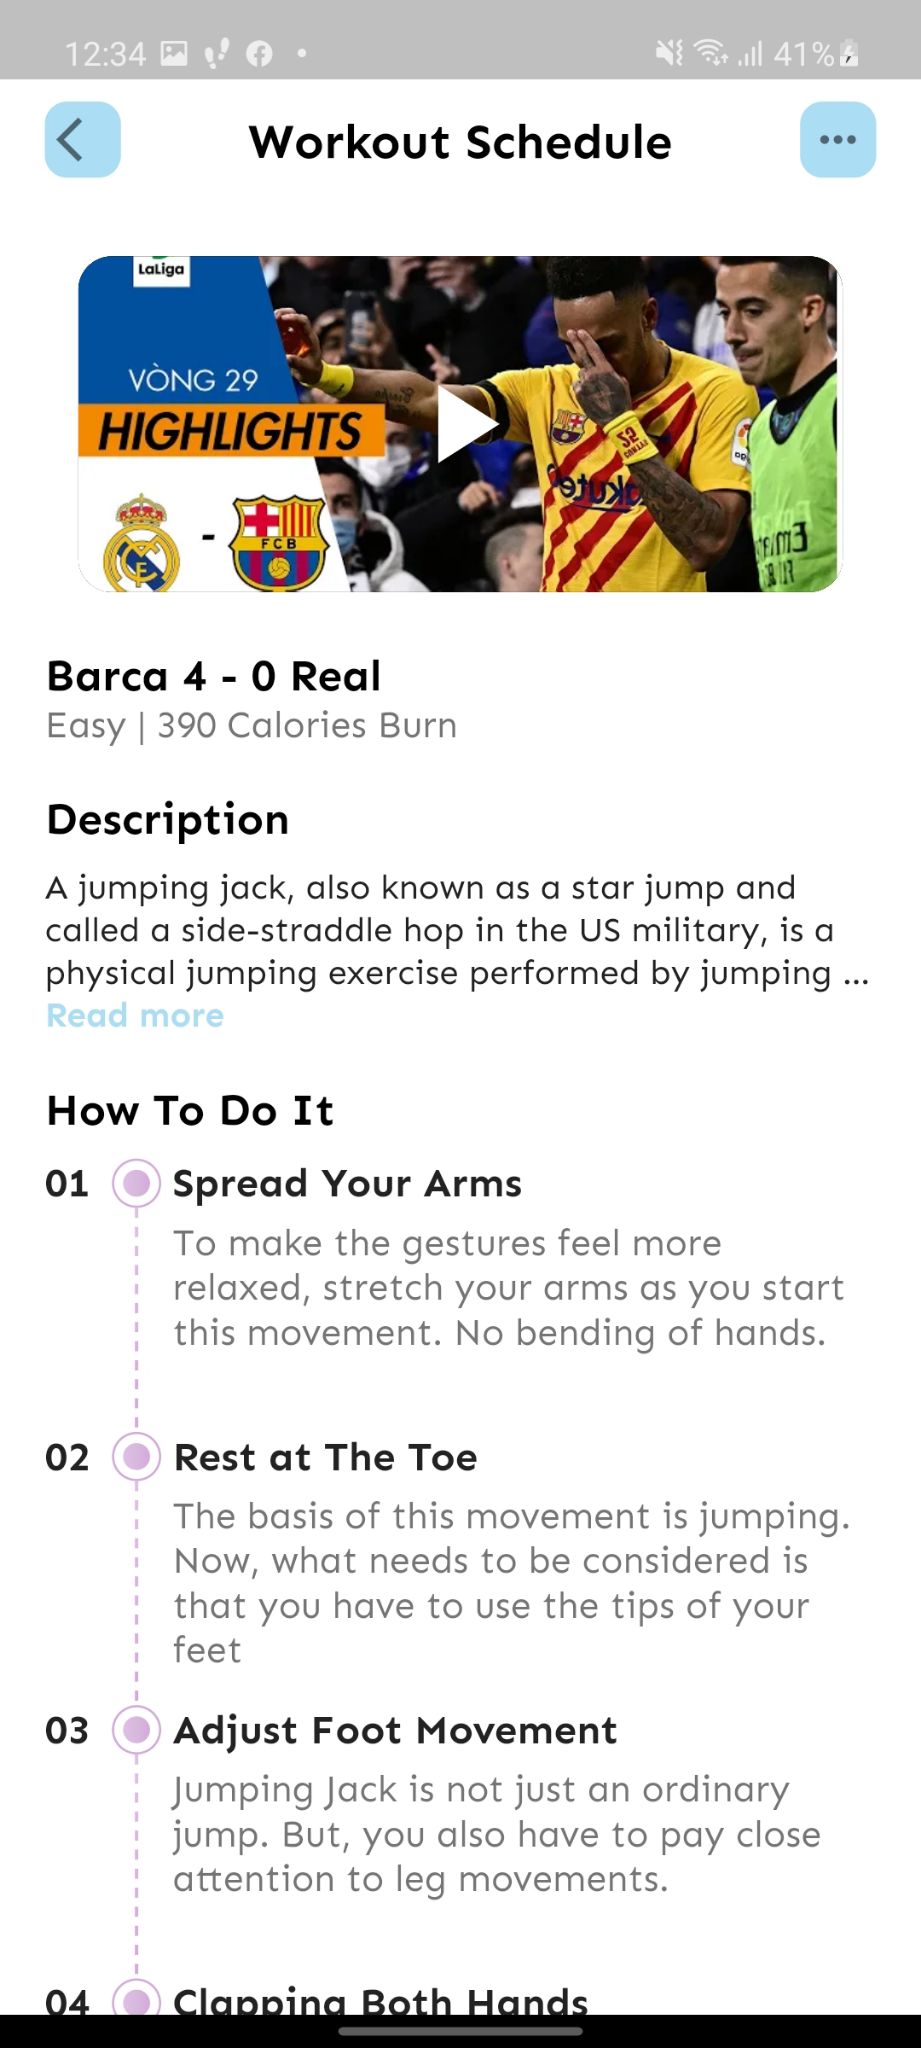 12:34
41%
Workout Schedule
LaLiga
VÒNG 29
HIGHLIGHTS
-
FCB
Barca 4 - 0 Real
Easy | 390 Calories Burn
Description
A jumping jack, also known as a star jump and
called a side-straddle hop in the US military, is a
physical jumping exercise performed by jumping ...
Read more
How To Do It
01 Spread Your Arms
To make the gestures feel more
relaxed, stretch your arms as you start
this movement. No bending of hands.
02 Rest at The Toe
The basis of this movement is jumping.
Now, what needs to be considered is
that you have to use the tips of your
feet
03 Adjust Foot Movement
Jumping Jack is not just an ordinary
jump. But, you also have to pay close
attention to leg movements.
04 Clapping Both Hands